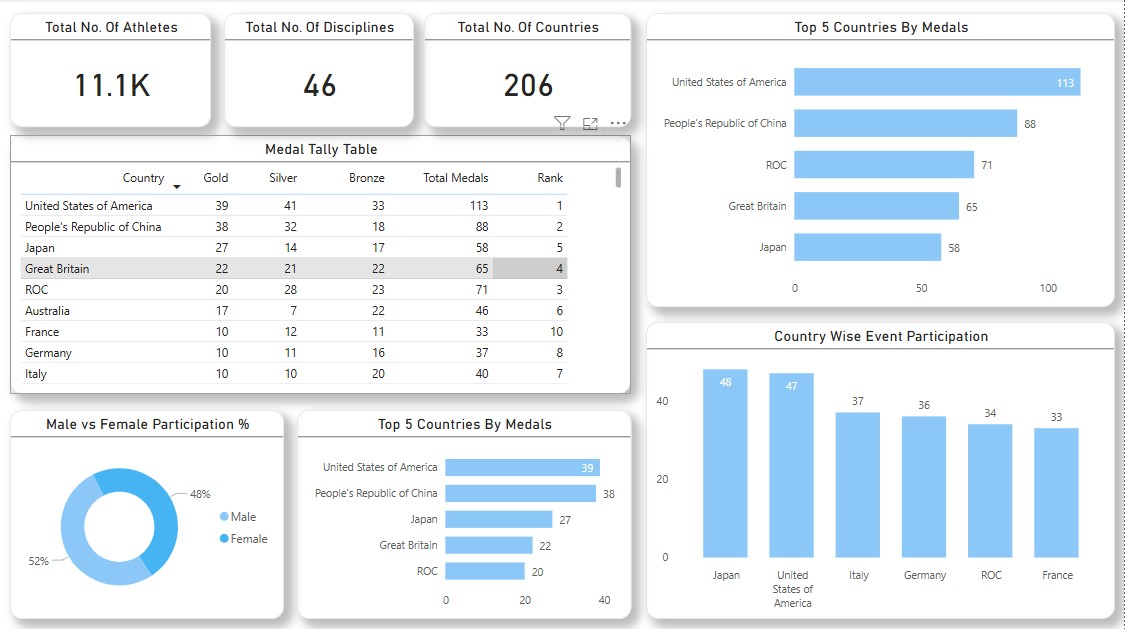 Total No. Of Athletes
11.1K
Total No. Of Disciplines
46
Total No. Of Countries
206
Medal Tally Table
Country Gold Silver Bronze Total Medals Rank
United States of America 39 41 33 113 1
People's Republic of China 38 32 18 88 2
Japan 27 14 17 58 5
Great Britain 22 21 22 65 4
ROC 20 28 23 71 3
Australia 17 7 22 46 6
France 10 12 11 33 10
Germany 10 11 16 37 8
Italy 10 10 20 40 7
Top 5 Countries By Medals
United States of America 113
People's Republic of China 88
ROC 71
Great Britain 65
Japan 58
0 50 100
Male vs Female Participation %
48%
52%
Male
Female
Top 5 Countries By Medals
United States of America 39
People's Republic of China 38
Japan 27
Great Britain 22
ROC 20
0 20 40
Country Wise Event Participation
40
20
0
48 47 37 36 34 33
Japan United States of America Italy Germany ROC France